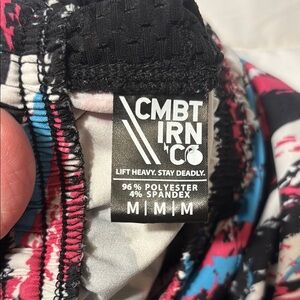 CMBT
IRN
& CO
LIFT HEAVY. STAY DEADLY.
96% POLYESTER
4% SPANDEX
M | M | M